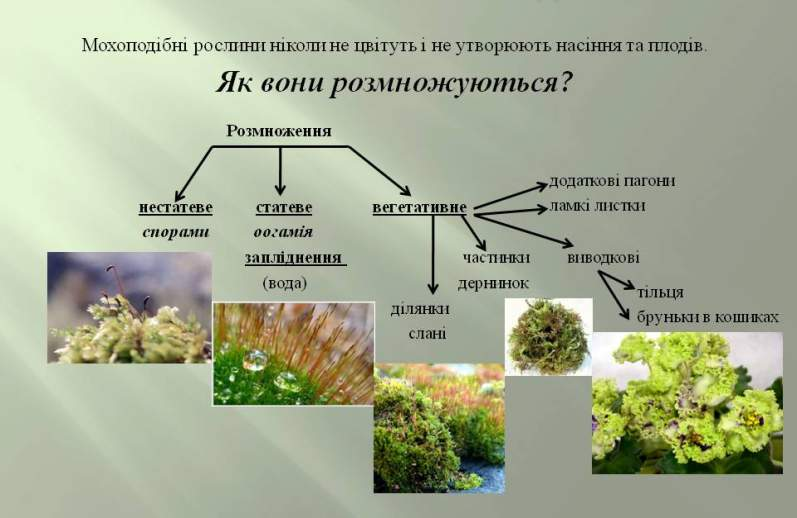 Мохоподібні рослини ніколи не цвітуть і не утворюють насіння та плодів.
Як вони розмножуються?
Розмноження
нестатеве
спорами
статеве
оогамія
запліднення
(вода)
вегетативне
додаткові пагони
ламкі листки
частинки
дернинок
виводкові
тільця
бруньки в кошиках
ділянки
слані